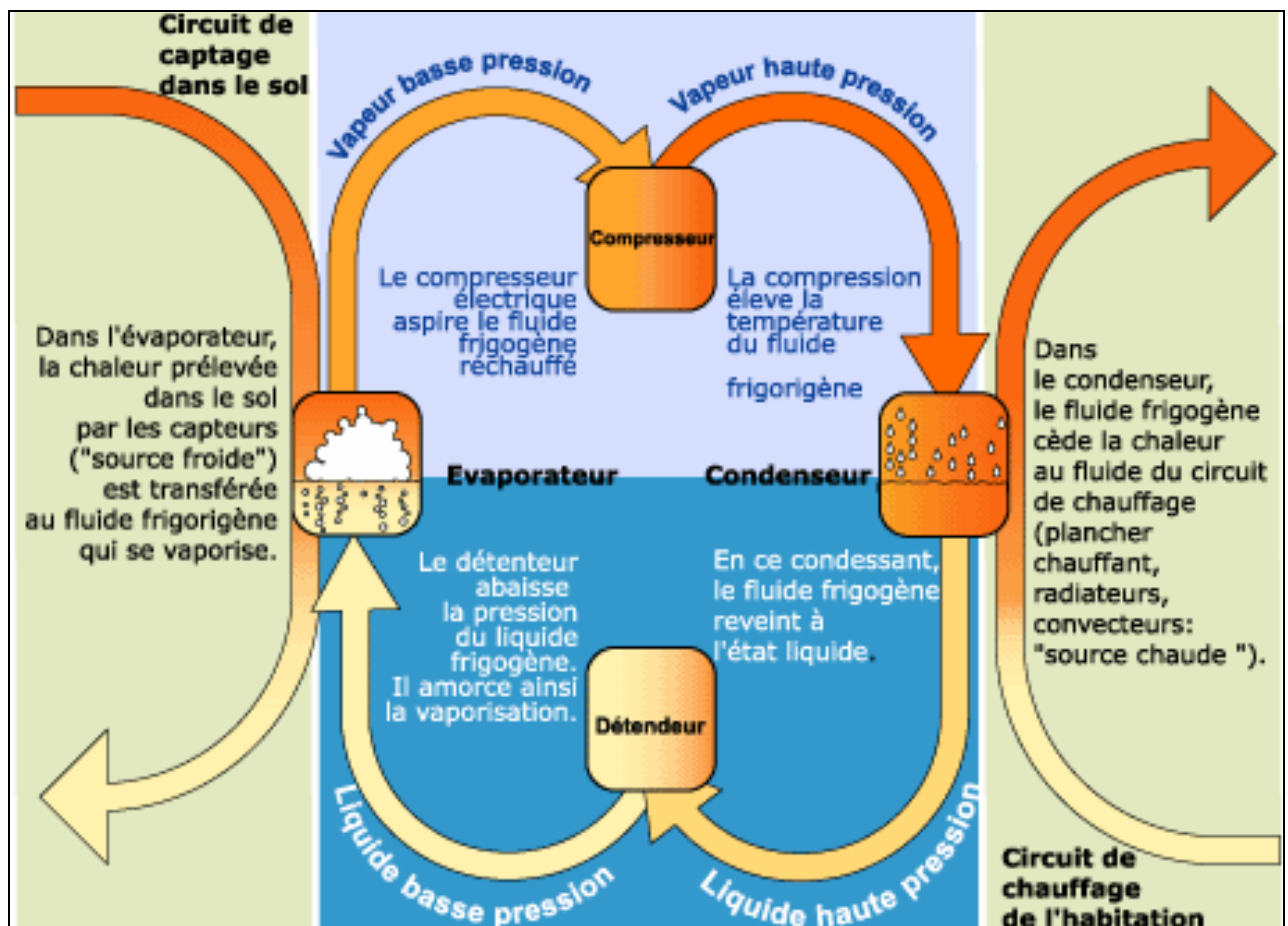 Circuit de
captage
dans le sol
Vapeur basse pression
Vapeur haute pression
Compresseur
Le compresseur
électrique
aspire le fluide
frigogène
réchauffé
La compression
éleve la
température
du fluide
frigorigène
Dans l'évaporateur,
la chaleur prélevée
dans le sol
par les capteurs
("source froide")
est transférée
au fluide frigorigène
qui se vaporise.
Evaporateur
Condenseur
Dans
le condenseur,
le fluide frigogène
cède la chaleur
au fluide du circuit
de chauffage
(plancher
chauffant,
radiateurs,
convecteurs:
"source chaude ").
Le détenteur
abaisse
la pression
du liquide
frigogène.
Il amorce ainsi
la vaporisation.
En ce condessant,
le fluide frigogène
reveint à
l'état liquide.
Détendeur
Liquide basse pression
Liquide haute pression
Circuit de
chauffage
de l'habitation